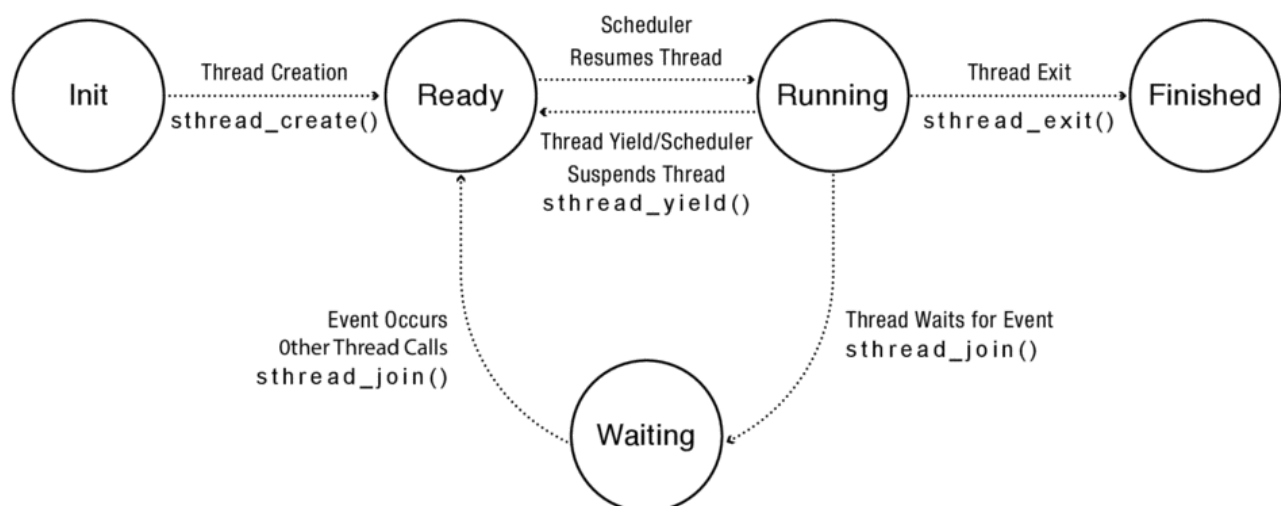 Init
Thread Creation
sthread_create()
Ready
Scheduler
Resumes Thread
Thread Yield/Scheduler
Suspends Thread
sthread_yield()
Running
Thread Exit
sthread_exit()
Finished
Event Occurs
Other Thread Calls
sthread_join()
Thread Waits for Event
sthread_join()
Waiting